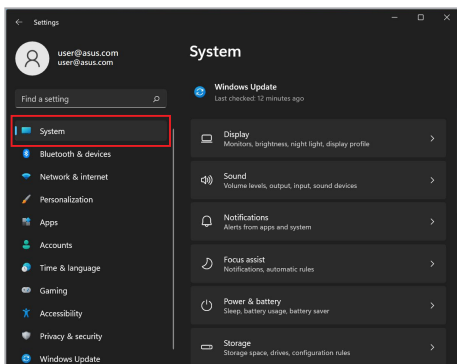 Settings
user@asus.com
user@asus.com
Find a setting
System
Bluetooth & devices
Network & internet
Personalization
Apps
Accounts
Time & language
Gaming
Accessibility
Privacy & security
Windows Update
System
Windows Update
Last checked: 12 minutes ago
Display
Monitors, brightness, night light, display profile
Sound
Volume levels, output, input, sound devices
Notifications
Alerts from apps and system
Focus assist
Notifications, automatic rules
Power & battery
Sleep, battery usage, battery saver
Storage
Storage space, drives, configuration rules